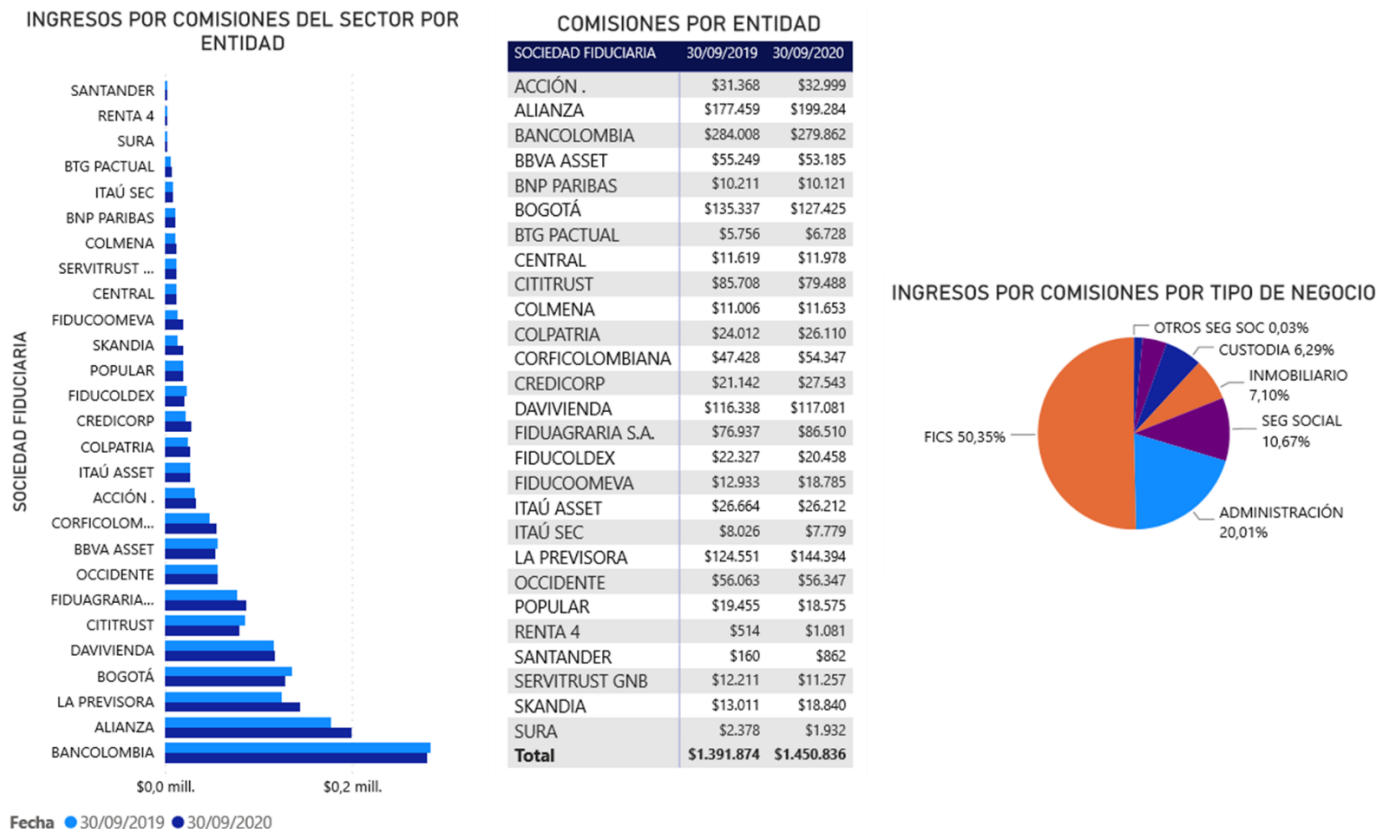 INGRESOS POR COMISIONES DEL SECTOR POR
ENTIDAD
SOCIEDAD FIDUCIARIA
SANTANDER
RENTA 4
SURA
BTG PACTUAL
ITAÚ SEC
BNP PARIBAS
COLMENA
SERVITRUST ...
CENTRAL
FIDUCOOMEVA
SKANDIA
POPULAR
FIDUCOLDEX
CREDICORP
COLPATRIA
ITAÚ ASSET
ACCIÓN .
CORFICOLOM...
BBVA ASSET
OCCIDENTE
FIDUAGRARIA...
CITITRUST
DAVIVIENDA
BOGOTÁ
LA PREVISORA
ALIANZA
BANCOLOMBIA
$0,0 mill. $0,2 mill.
Fecha 30/09/2019 30/09/2020
COMISIONES POR ENTIDAD
SOCIEDAD FIDUCIARIA 30/09/2019 30/09/2020
ACCIÓN . $31.368 $32.999
ALIANZA $177.459 $199.284
BANCOLOMBIA $284.008 $279.862
BBVA ASSET $55.249 $53.185
BNP PARIBAS $10.211 $10.121
BOGOTÁ $135.337 $127.425
BTG PACTUAL $5.756 $6.728
CENTRAL $11.619 $11.978
CITITRUST $85.708 $79.488
COLMENA $11.006 $11.653
COLPATRIA $24.012 $26.110
CORFICOLOMBIANA $47.428 $54.347
CREDICORP $21.142 $27.543
DAVIVIENDA $116.338 $117.081
FIDUAGRARIA S.A. $76.937 $86.510
FIDUCOLDEX $22.327 $20.458
FIDUCOOMEVA $12.933 $18.785
ITAÚ ASSET $26.664 $26.212
ITAÚ SEC $8.026 $7.779
LA PREVISORA $124.551 $144.394
OCCIDENTE $56.063 $56.347
POPULAR $19.455 $18.575
RENTA 4 $514 $1.081
SANTANDER $160 $862
SERVITRUST GNB $12.211 $11.257
SKANDIA $13.011 $18.840
SURA $2.378 $1.932
Total $1.391.874 $1.450.836
INGRESOS POR COMISIONES POR TIPO DE NEGOCIO
OTROS SEG SOC 0,03%
CUSTODIA 6,29%
INMOBILIARIO
7,10%
SEG SOCIAL
10,67%
FICS 50,35%
ADMINISTRACIÓN
20,01%